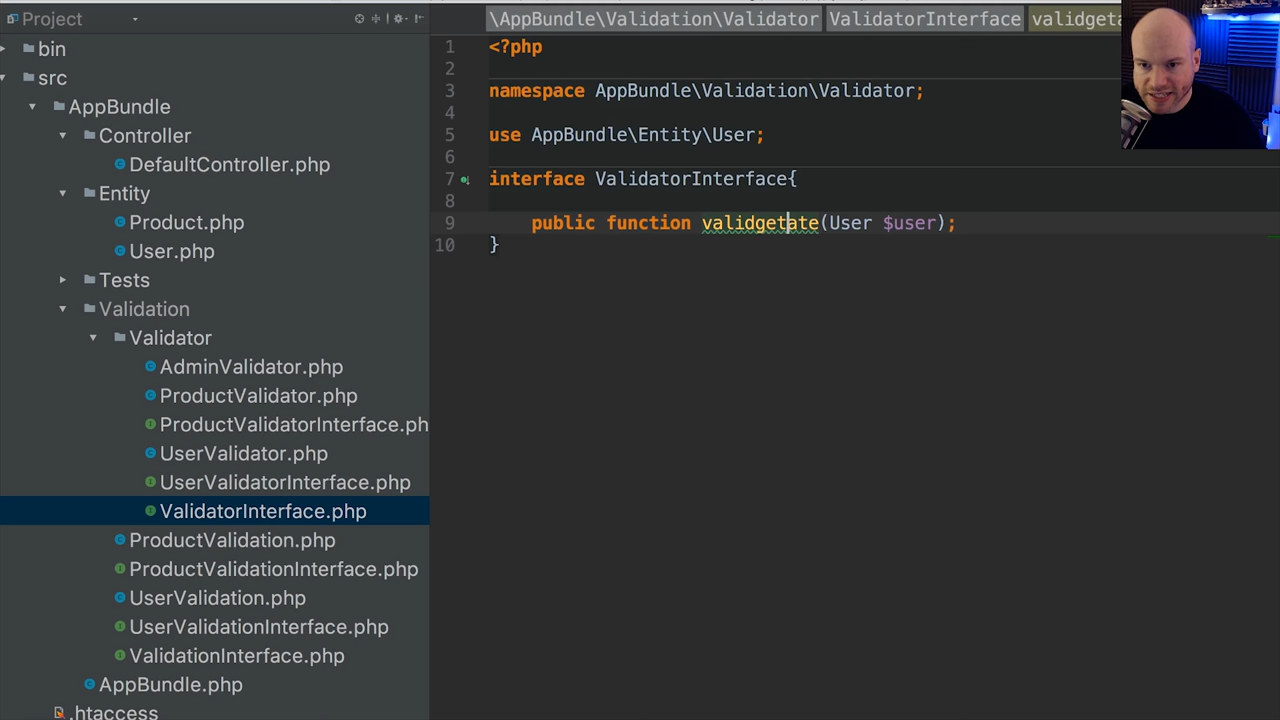 Project
bin
src
AppBundle
Controller
DefaultController.php
Entity
Product.php
User.php
Tests
Validation
Validator
AdminValidator.php
ProductValidator.php
ProductValidatorInterface.ph
UserValidator.php
UserValidatorInterface.php
ValidatorInterface.php
ProductValidation.php
ProductValidationInterface.php
UserValidation.php
UserValidationInterface.php
ValidationInterface.php
AppBundle.php
.htaccess
\AppBundle\Validation\Validator ValidatorInterface validgeta
1 <?php
2
3 namespace AppBundle\Validation\Validator;
4
5 use AppBundle\Entity\User;
6
7 interface ValidatorInterface{
8
9 public function validgetate(User $user);
10 }